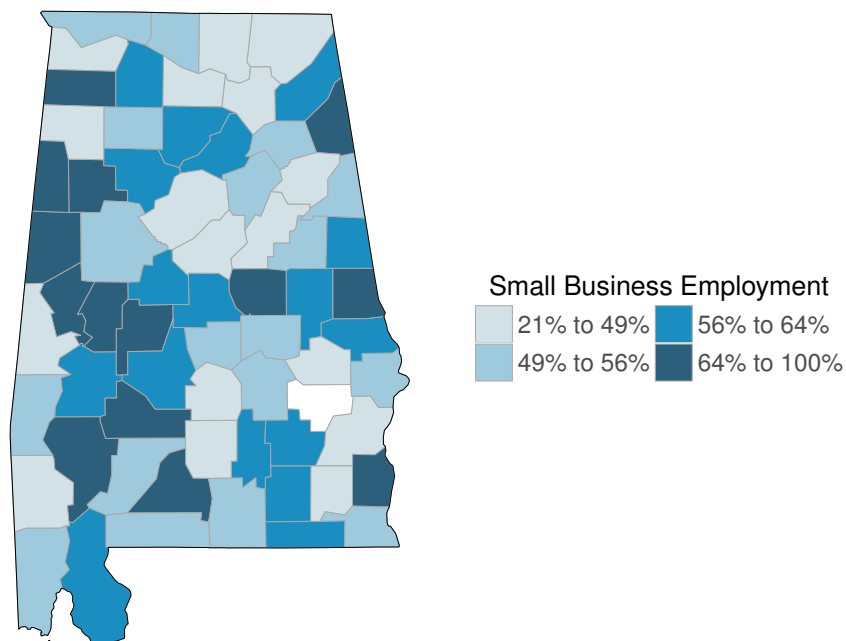 Small Business Employment
21% to 49% 56% to 64%
49% to 56% 64% to 100%